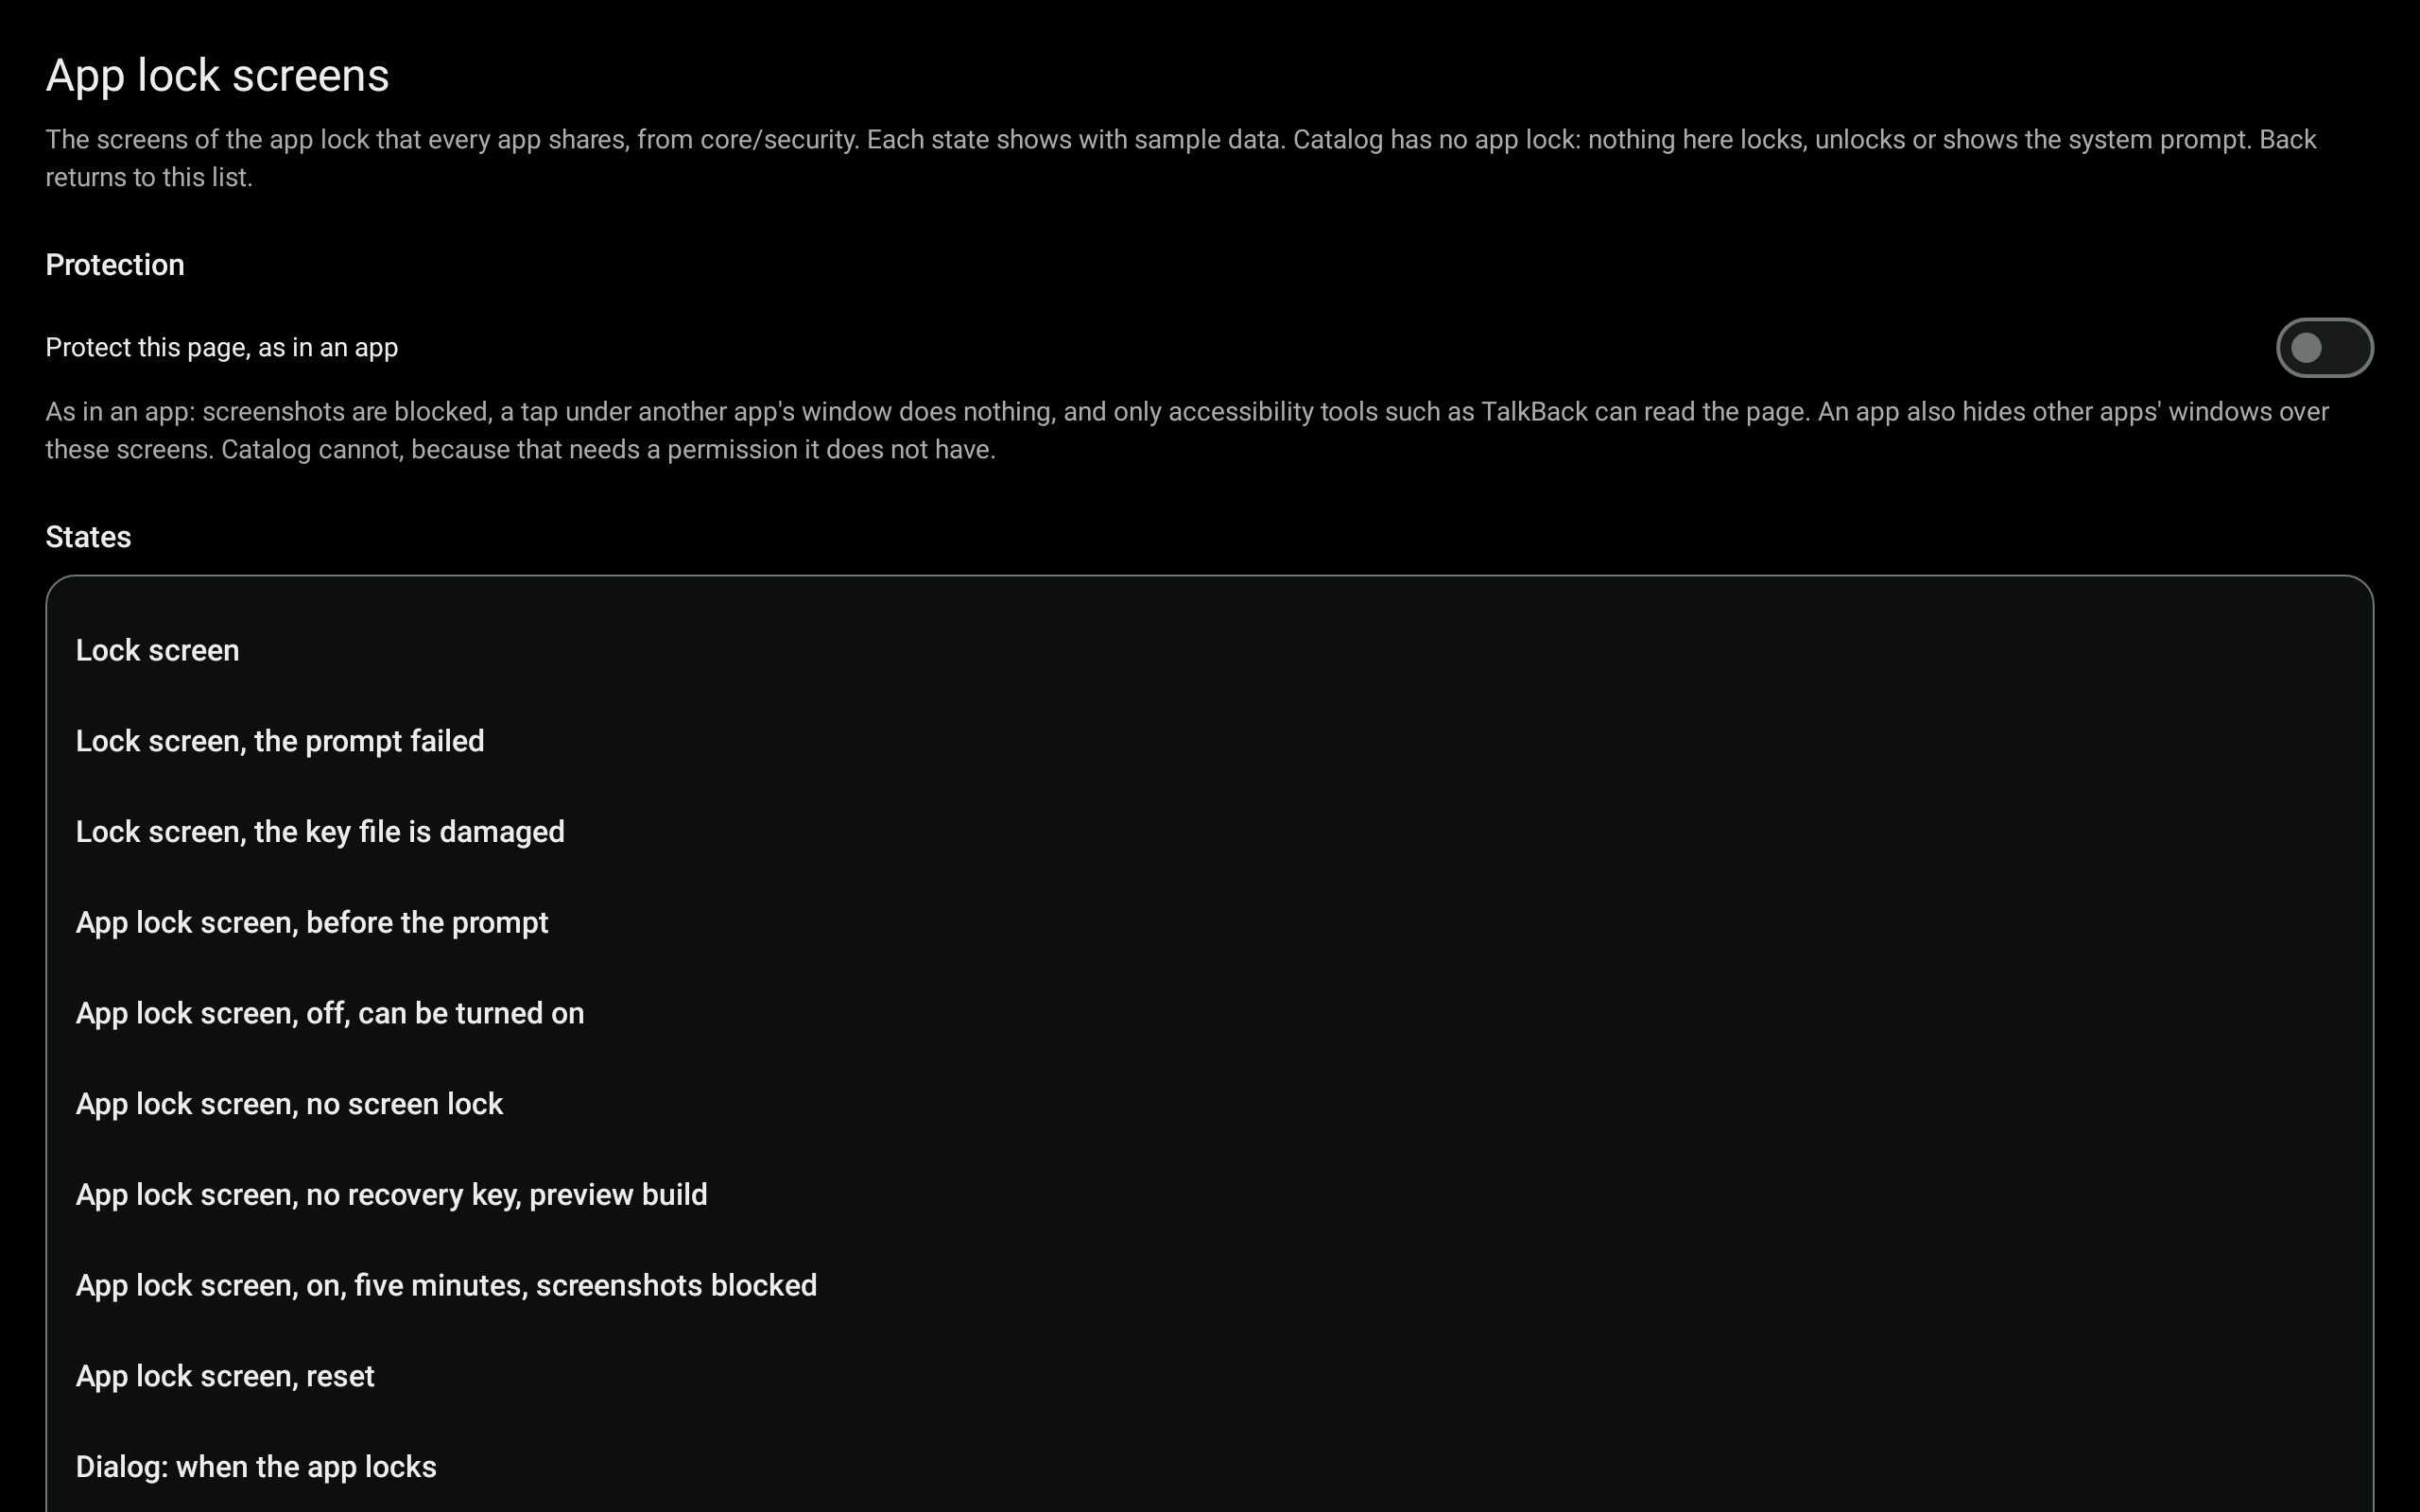 App lock screens
The screens of the app lock that every app shares, from core/security. Each state shows with sample data. Catalog has no app lock: nothing here locks, unlocks or shows the system prompt. Back
returns to this list.
Protection
Protect this page, as in an app
As in an app: screenshots are blocked, a tap under another app's window does nothing, and only accessibility tools such as TalkBack can read the page. An app also hides other apps' windows over
these screens. Catalog cannot, because that needs a permission it does not have.
States
Lock screen
Lock screen, the prompt failed
Lock screen, the key file is damaged
App lock screen, before the prompt
App lock screen, off, can be turned on
App lock screen, no screen lock
App lock screen, no recovery key, preview build
App lock screen, on, five minutes, screenshots blocked
App lock screen, reset
Dialog: when the app locks